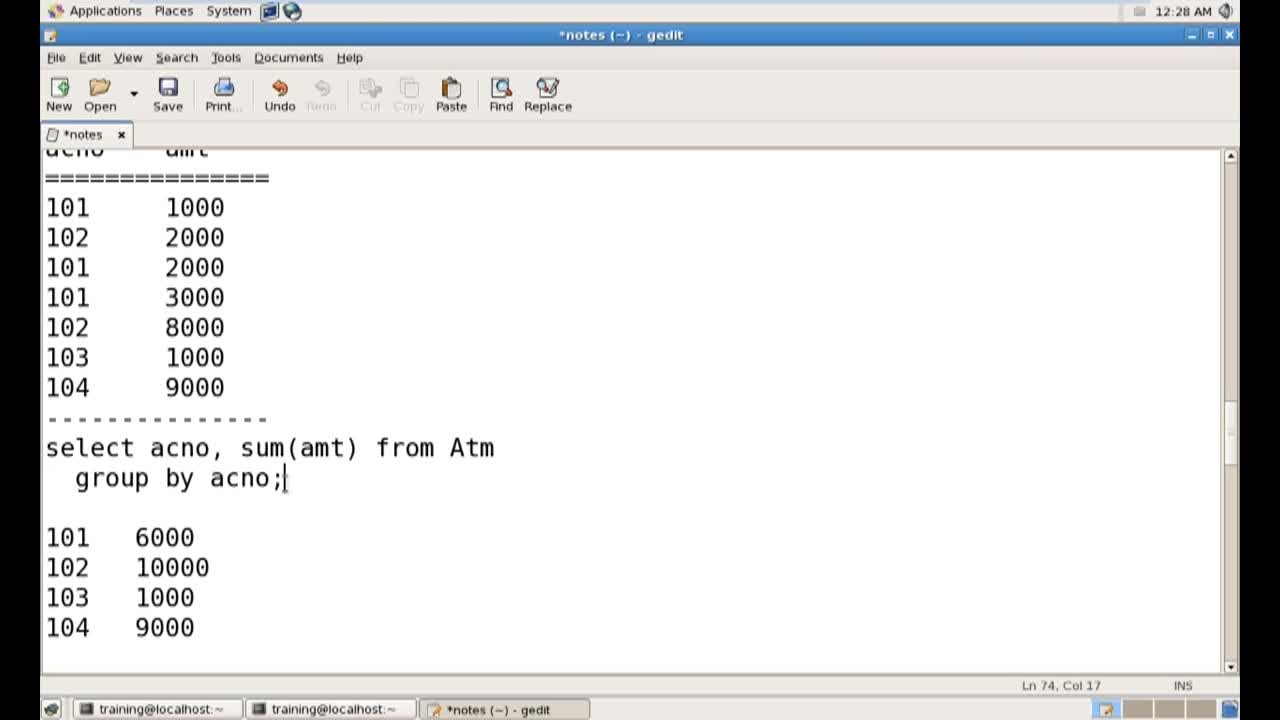 Applications Places System 12:28 AM
*notes (~) - gedit
File Edit View Search Tools Documents Help
New Open Save Print... Undo Redo Cut Copy Paste Find Replace
*notes
acno amt
===============
101 1000
102 2000
101 2000
101 3000
102 8000
103 1000
104 9000
---------------
select acno, sum(amt) from Atm
group by acno;
101 6000
102 10000
103 1000
104 9000
Ln 74, Col 17 INS
training@localhost:~ training@localhost:~ *notes (~) - gedit